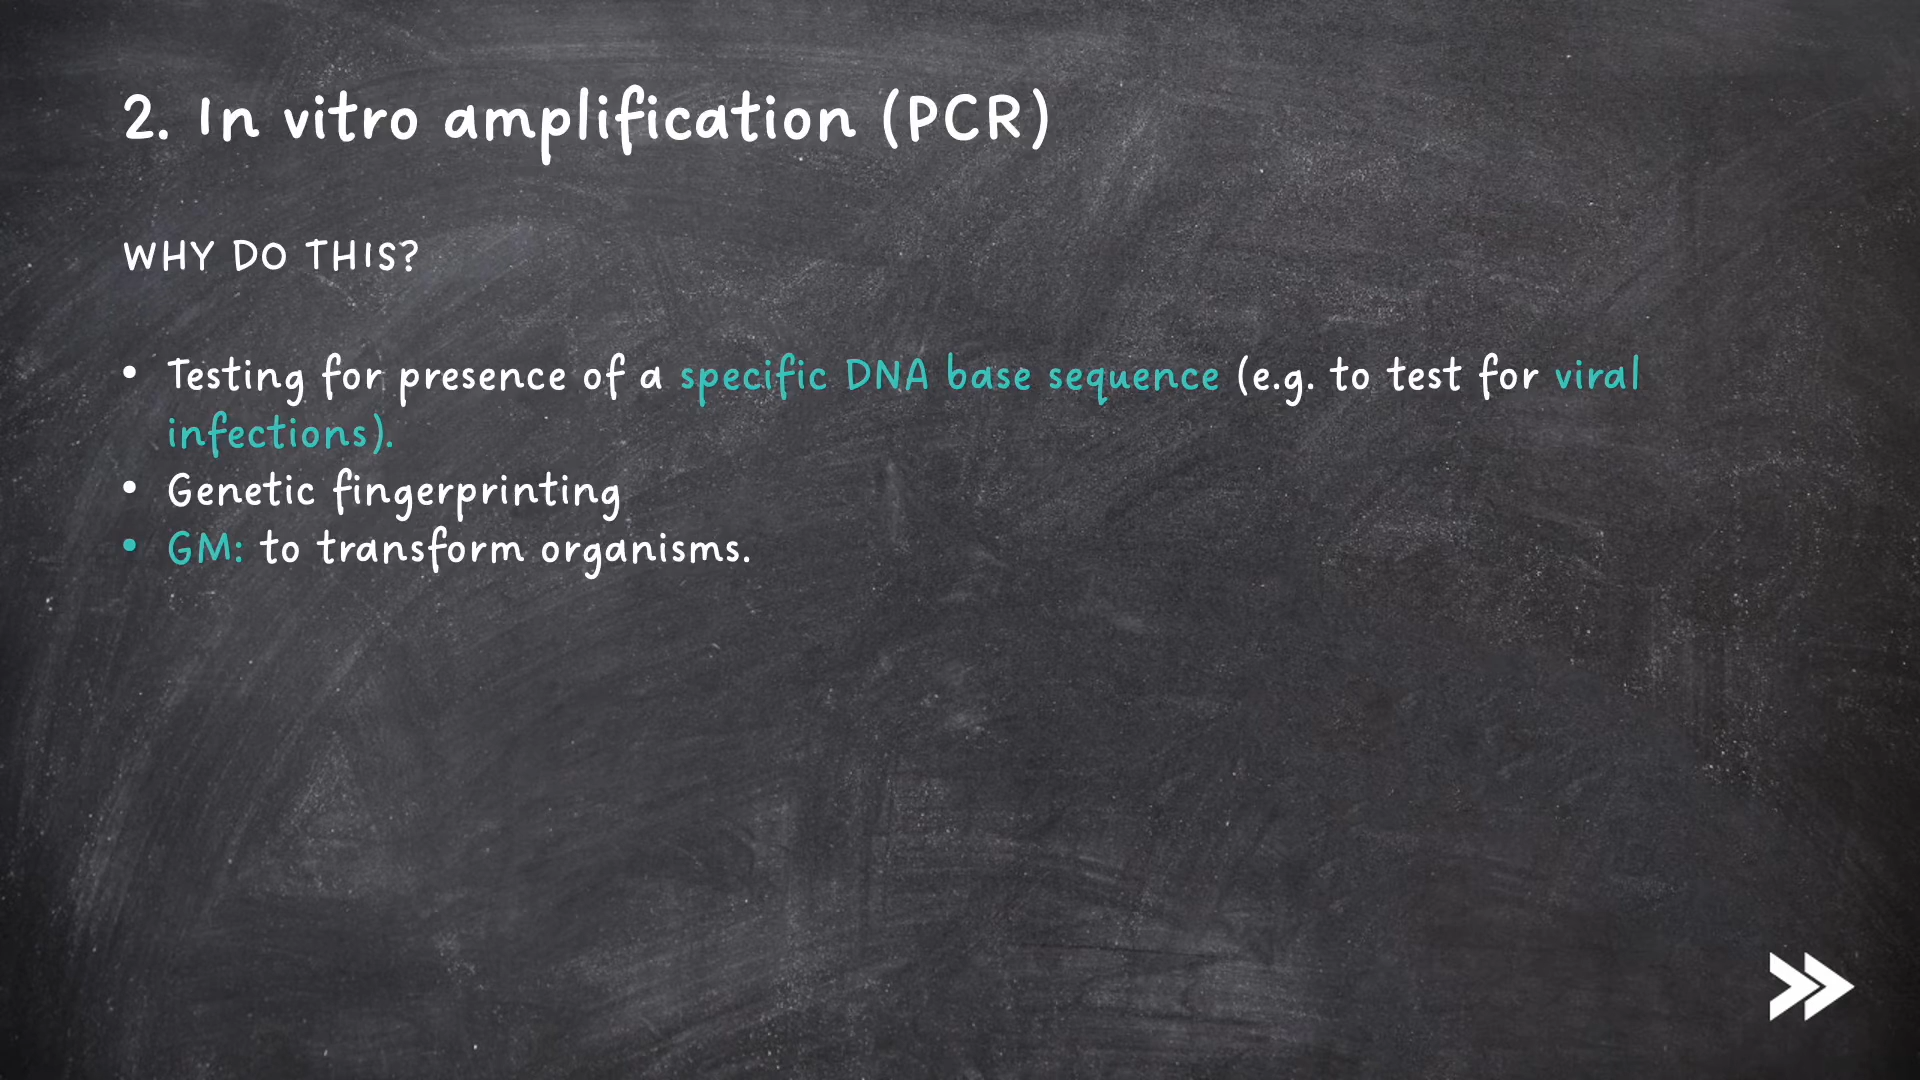 2. In vitro amplification (PCR)
WHY DO THIS?
• Testing for presence of a specific DNA base sequence (e.g. to test for viral
infections).
• Genetic fingerprinting
• GM: to transform organisms.